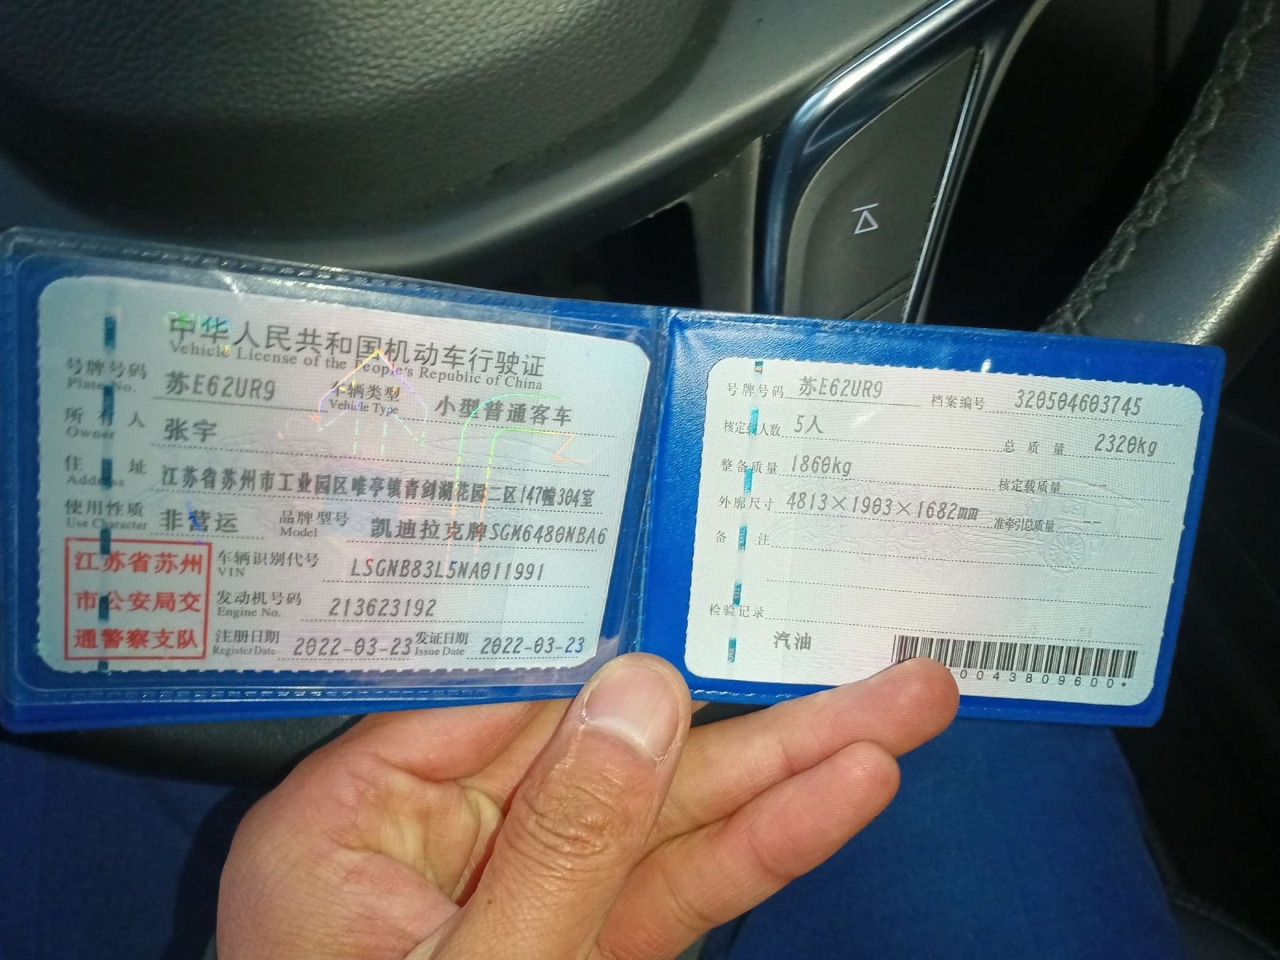 中华人民共和国机动车行驶证
Vehicle License of the People's Republic of China
号牌号码 苏E62UR9 车辆类型 小型普通客车
Plate No. Vehicle Type
所有人 张宇
Owner
住址 江苏省苏州市工业园区唯亭镇青剑湖花园二区147幢304室
Address
使用性质 非营运 品牌型号 凯迪拉克牌SGM6480NBA6
Use Character Model
江苏省苏州
市公安局交
通警察支队
车辆识别代号 LSGNB83L5NA011991
VIN
发动机号码 213623192
Engine No.
注册日期 2022-03-23 发证日期 2022-03-23
Register Date Issue Date
号牌号码 苏E62UR9 档案编号 320504603745
核定载人数 5人 总质量 2320kg
整备质量 1860kg 核定载质量 --
外廓尺寸 4813×1903×1682mm 准牵引总质量 --
备注
检验记录
汽油
0043809600*